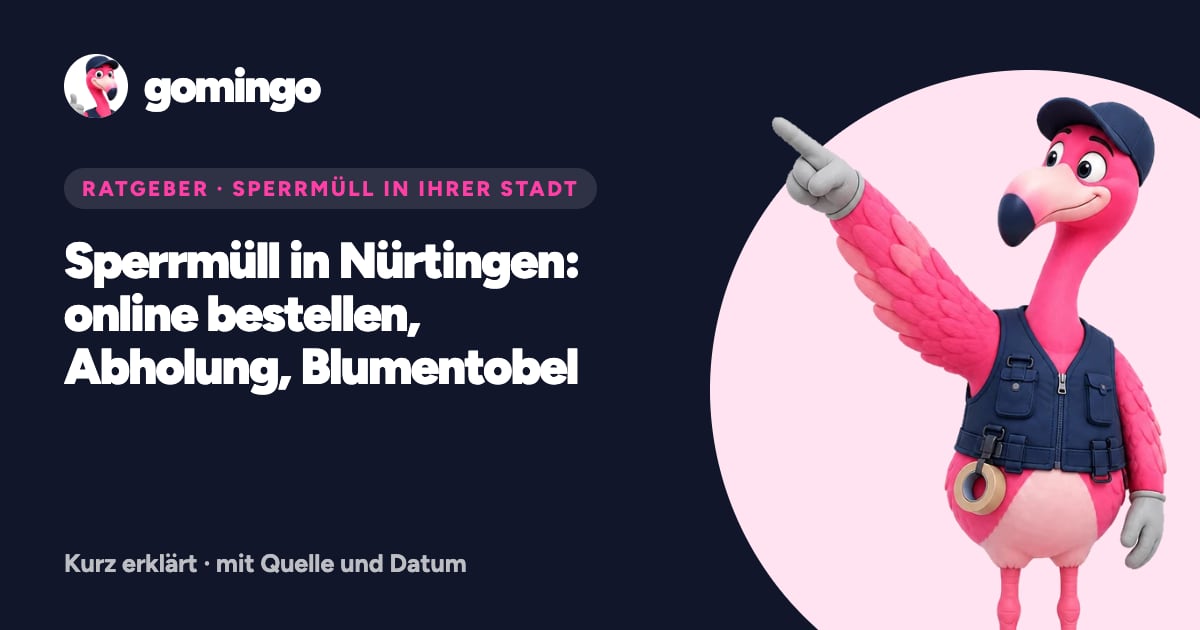 gomingo
RATGEBER · SPERRMÜLL IN IHRER STADT
Sperrmüll in Nürtingen:
online bestellen,
Abholung, Blumentobel
Kurz erklärt · mit Quelle und Datum